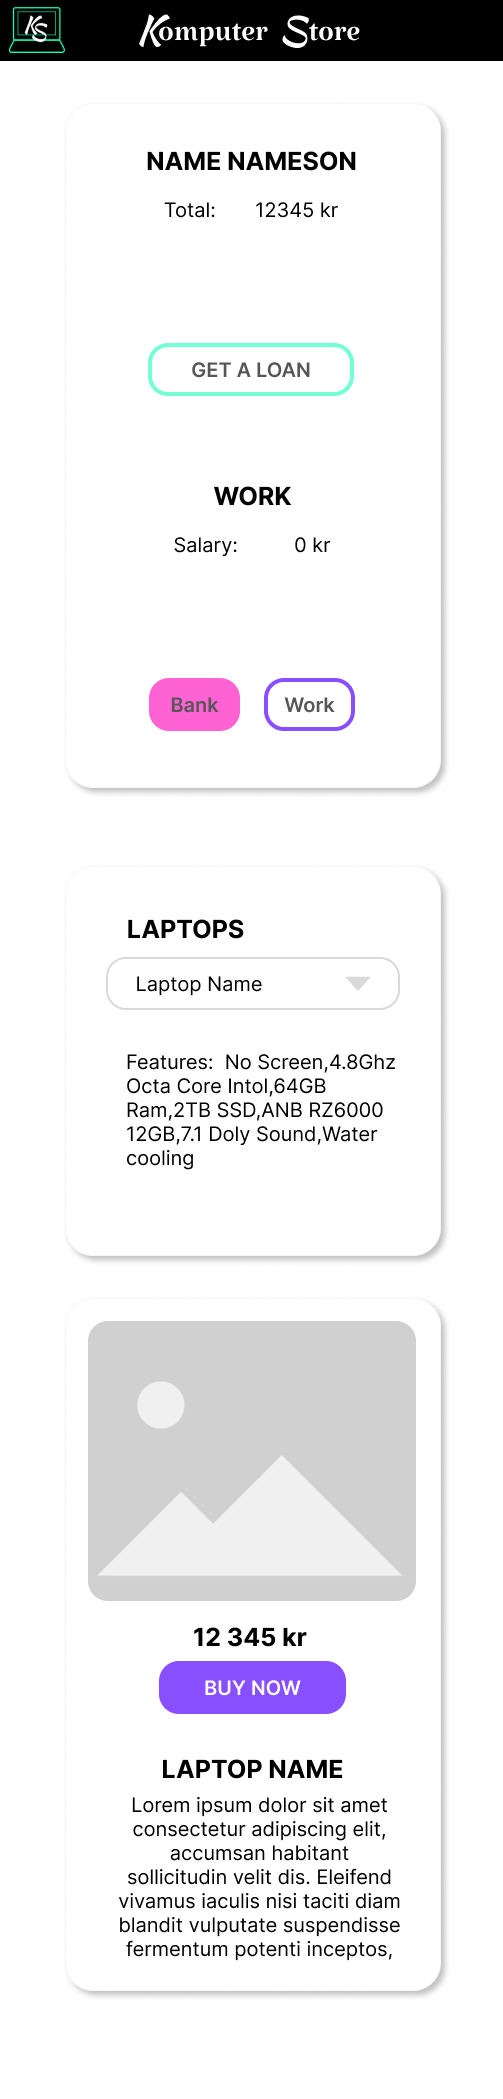 KS
Komputer Store
NAME NAMESON
Total: 12345 kr
GET A LOAN
WORK
Salary: 0 kr
Bank Work
LAPTOPS
Laptop Name
Features:  No Screen,4.8Ghz
Octa Core Intol,64GB
Ram,2TB SSD,ANB RZ6000
12GB,7.1 Doly Sound,Water
cooling
12 345 kr
BUY NOW
LAPTOP NAME
Lorem ipsum dolor sit amet
consectetur adipiscing elit,
accumsan habitant
sollicitudin velit dis. Eleifend
vivamus iaculis nisi taciti diam
blandit vulputate suspendisse
fermentum potenti inceptos,